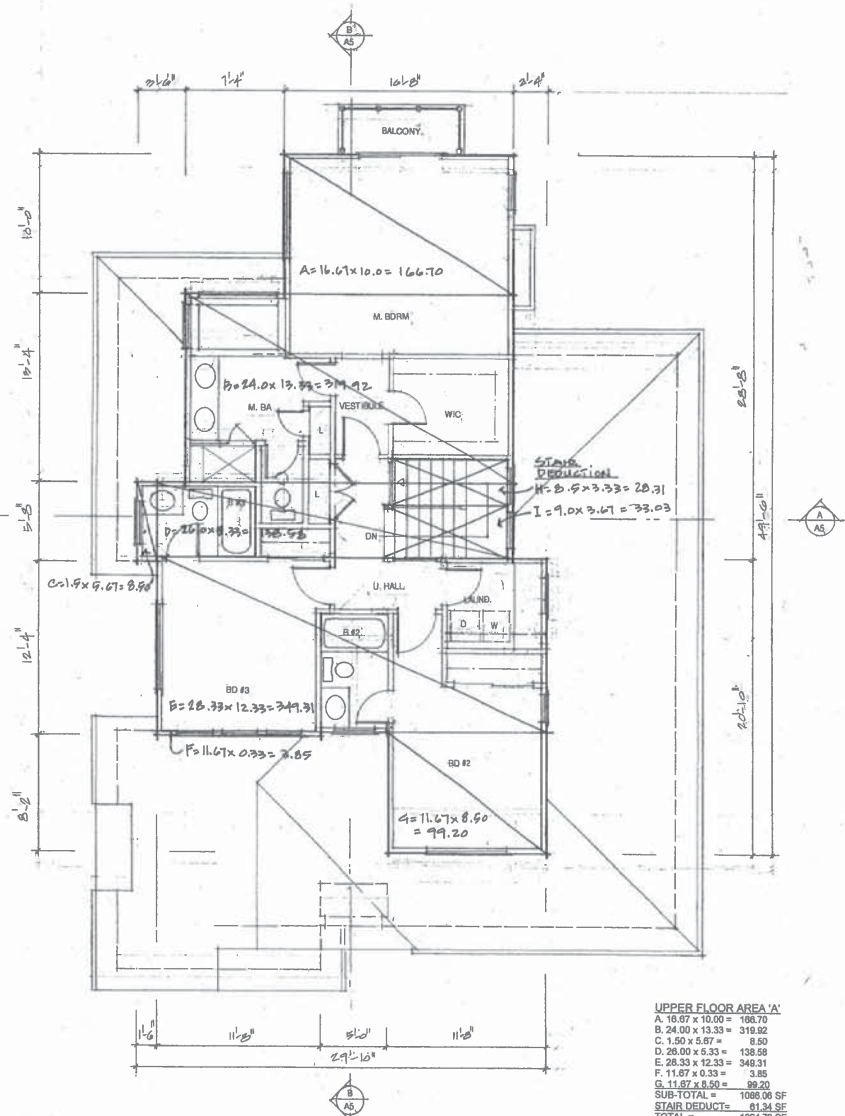 B
A5
3'-6"
7'-4"
16'-8"
2'-4"
BALCONY
10'-0"
A=16.67x10.0=166.70
M. BDRM
13'-4"
28'-8"
B=24.0x13.33=319.92
M. BA
VESTIBULE
WIC
L
STAIR
DEDUCTION
H=8.5x3.33=28.31
I=9.0x3.67=33.03
L
5'-8"
49'-6"
A
A5
DN
C=1.5x5.67=8.50
U. HALL
LAUND.
D
W
B #2
12'-4"
BD #3
E=28.33x12.33=349.31
20'-10"
F=11.67x0.33=3.85
BD #2
8'-2"
G=11.67x8.50
=99.20
1'-6"
11'-8"
5'-0"
11'-8"
29'-10"
B
A5
UPPER FLOOR AREA 'A'
A. 16.67 x 10.00 = 166.70
B. 24.00 x 13.33 = 319.92
C. 1.50 x 5.67 = 8.50
D. 26.00 x 5.33 = 138.58
E. 28.33 x 12.33 = 349.31
F. 11.67 x 0.33 = 3.85
G. 11.67 x 8.50 = 99.20
SUB-TOTAL = 1086.06 SF
STAIR DEDUCT= 61.34 SF
TOTAL =